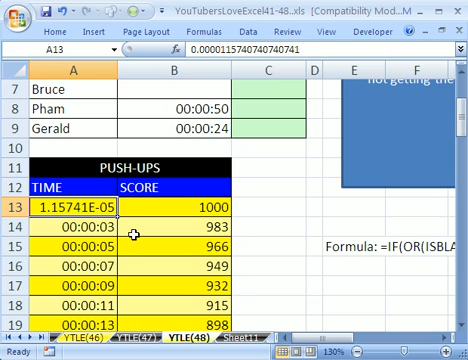 YouTubersLoveExcel41-48...xls [Compatibility Mod...
Home Insert Page Layout Formulas Data Review View
A13 fx 0.0000115740740740741
A B C D E F
not getting the
7 Bruce
8 Pham 00:00:50
9 Gerald 00:00:24
10
11 PUSH-UPS
12 TIME SCORE
13 1.15741E-05 1000
14 00:00:03 983
15 00:00:05 966 Formula: =IF(OR(ISBLA
16 00:00:07 949
17 00:00:09 932
18 00:00:11 915
19 00:00:13 898
YTLE(46) YTLE(47) YTLE(48) Sheet11
Ready 130%